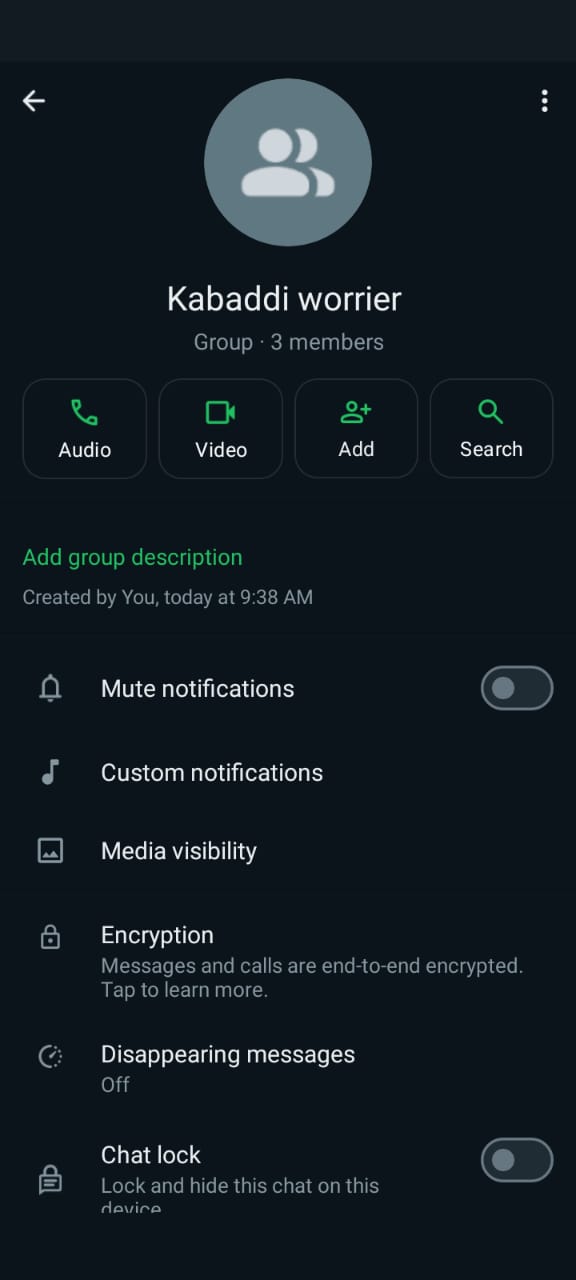 Kabaddi worrier
Group · 3 members
Audio
Video
Add
Search
Add group description
Created by You, today at 9:38 AM
Mute notifications
Custom notifications
Media visibility
Encryption
Messages and calls are end-to-end encrypted.
Tap to learn more.
Disappearing messages
Off
Chat lock
Lock and hide this chat on this
device